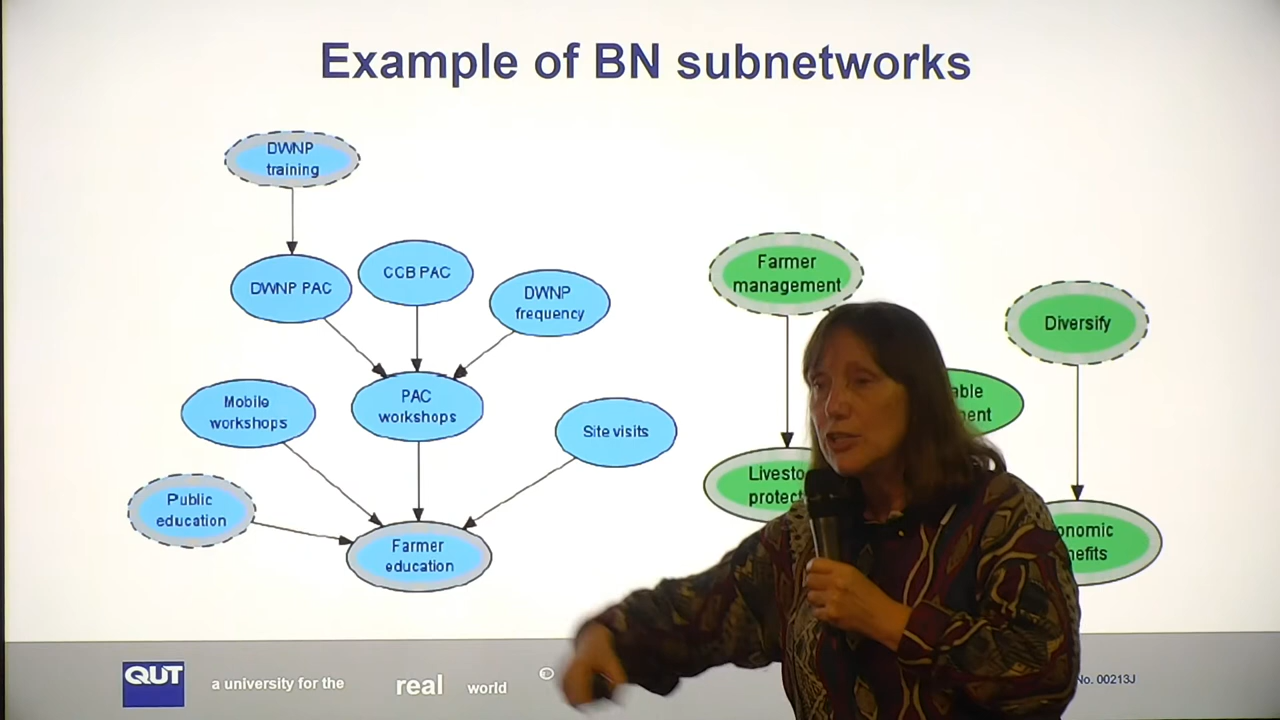 Example of BN subnetworks
DWNP
training
DWNP PAC
CCB PAC
DWNP
frequency
Mobile
workshops
PAC
workshops
Site visits
Public
education
Farmer
education
Farmer
management
Diversify
Economic
QUT
a university for the real world
No. 00213J